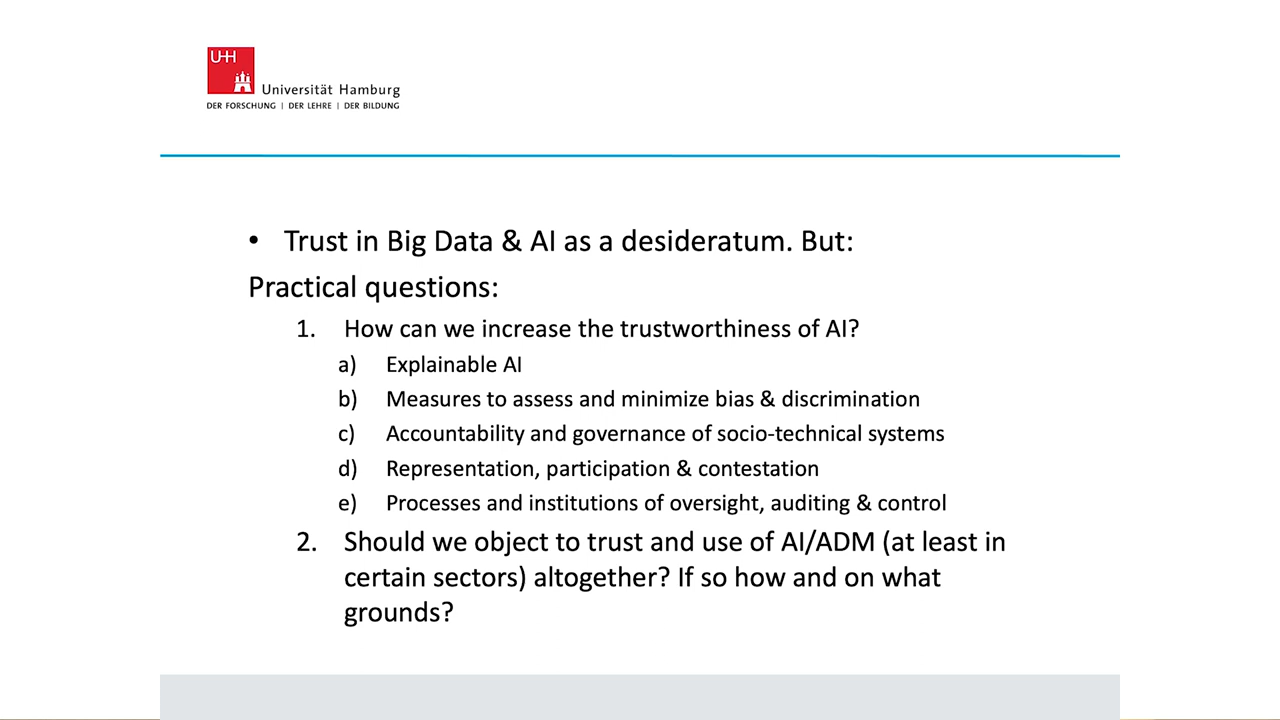 UHH
Universität Hamburg
DER FORSCHUNG | DER LEHRE | DER BILDUNG
• Trust in Big Data & AI as a desideratum. But:
Practical questions:
1. How can we increase the trustworthiness of AI?
a) Explainable AI
b) Measures to assess and minimize bias & discrimination
c) Accountability and governance of socio-technical systems
d) Representation, participation & contestation
e) Processes and institutions of oversight, auditing & control
2. Should we object to trust and use of AI/ADM (at least in
certain sectors) altogether? If so how and on what
grounds?